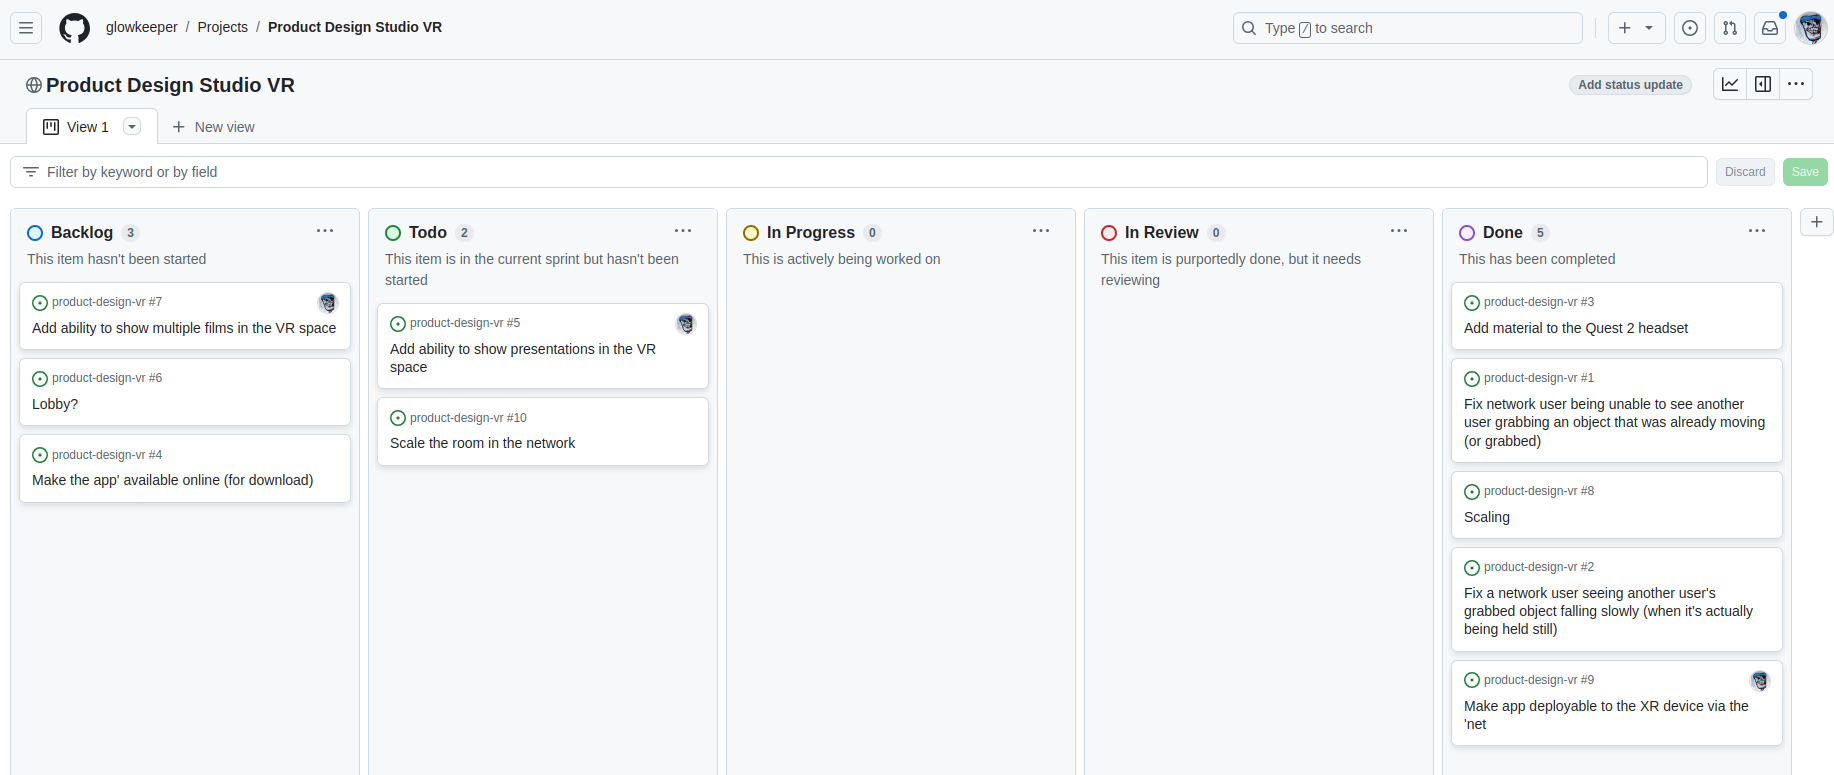 glowkeeper / Projects / Product Design Studio VR
Type / to search
Product Design Studio VR
Add status update
View 1
New view
Filter by keyword or by field
Discard
Save
Backlog 3
This item hasn't been started
product-design-vr #7
Add ability to show multiple films in the VR space
product-design-vr #6
Lobby?
product-design-vr #4
Make the app' available online (for download)
Todo 2
This item is in the current sprint but hasn't been
started
product-design-vr #5
Add ability to show presentations in the VR
space
product-design-vr #10
Scale the room in the network
In Progress 0
This is actively being worked on
In Review 0
This item is purportedly done, but it needs
reviewing
Done 5
This has been completed
product-design-vr #3
Add material to the Quest 2 headset
product-design-vr #1
Fix network user being unable to see another
user grabbing an object that was already moving
(or grabbed)
product-design-vr #8
Scaling
product-design-vr #2
Fix a network user seeing another user's
grabbed object falling slowly (when it's actually
being held still)
product-design-vr #9
Make app deployable to the XR device via the
'net